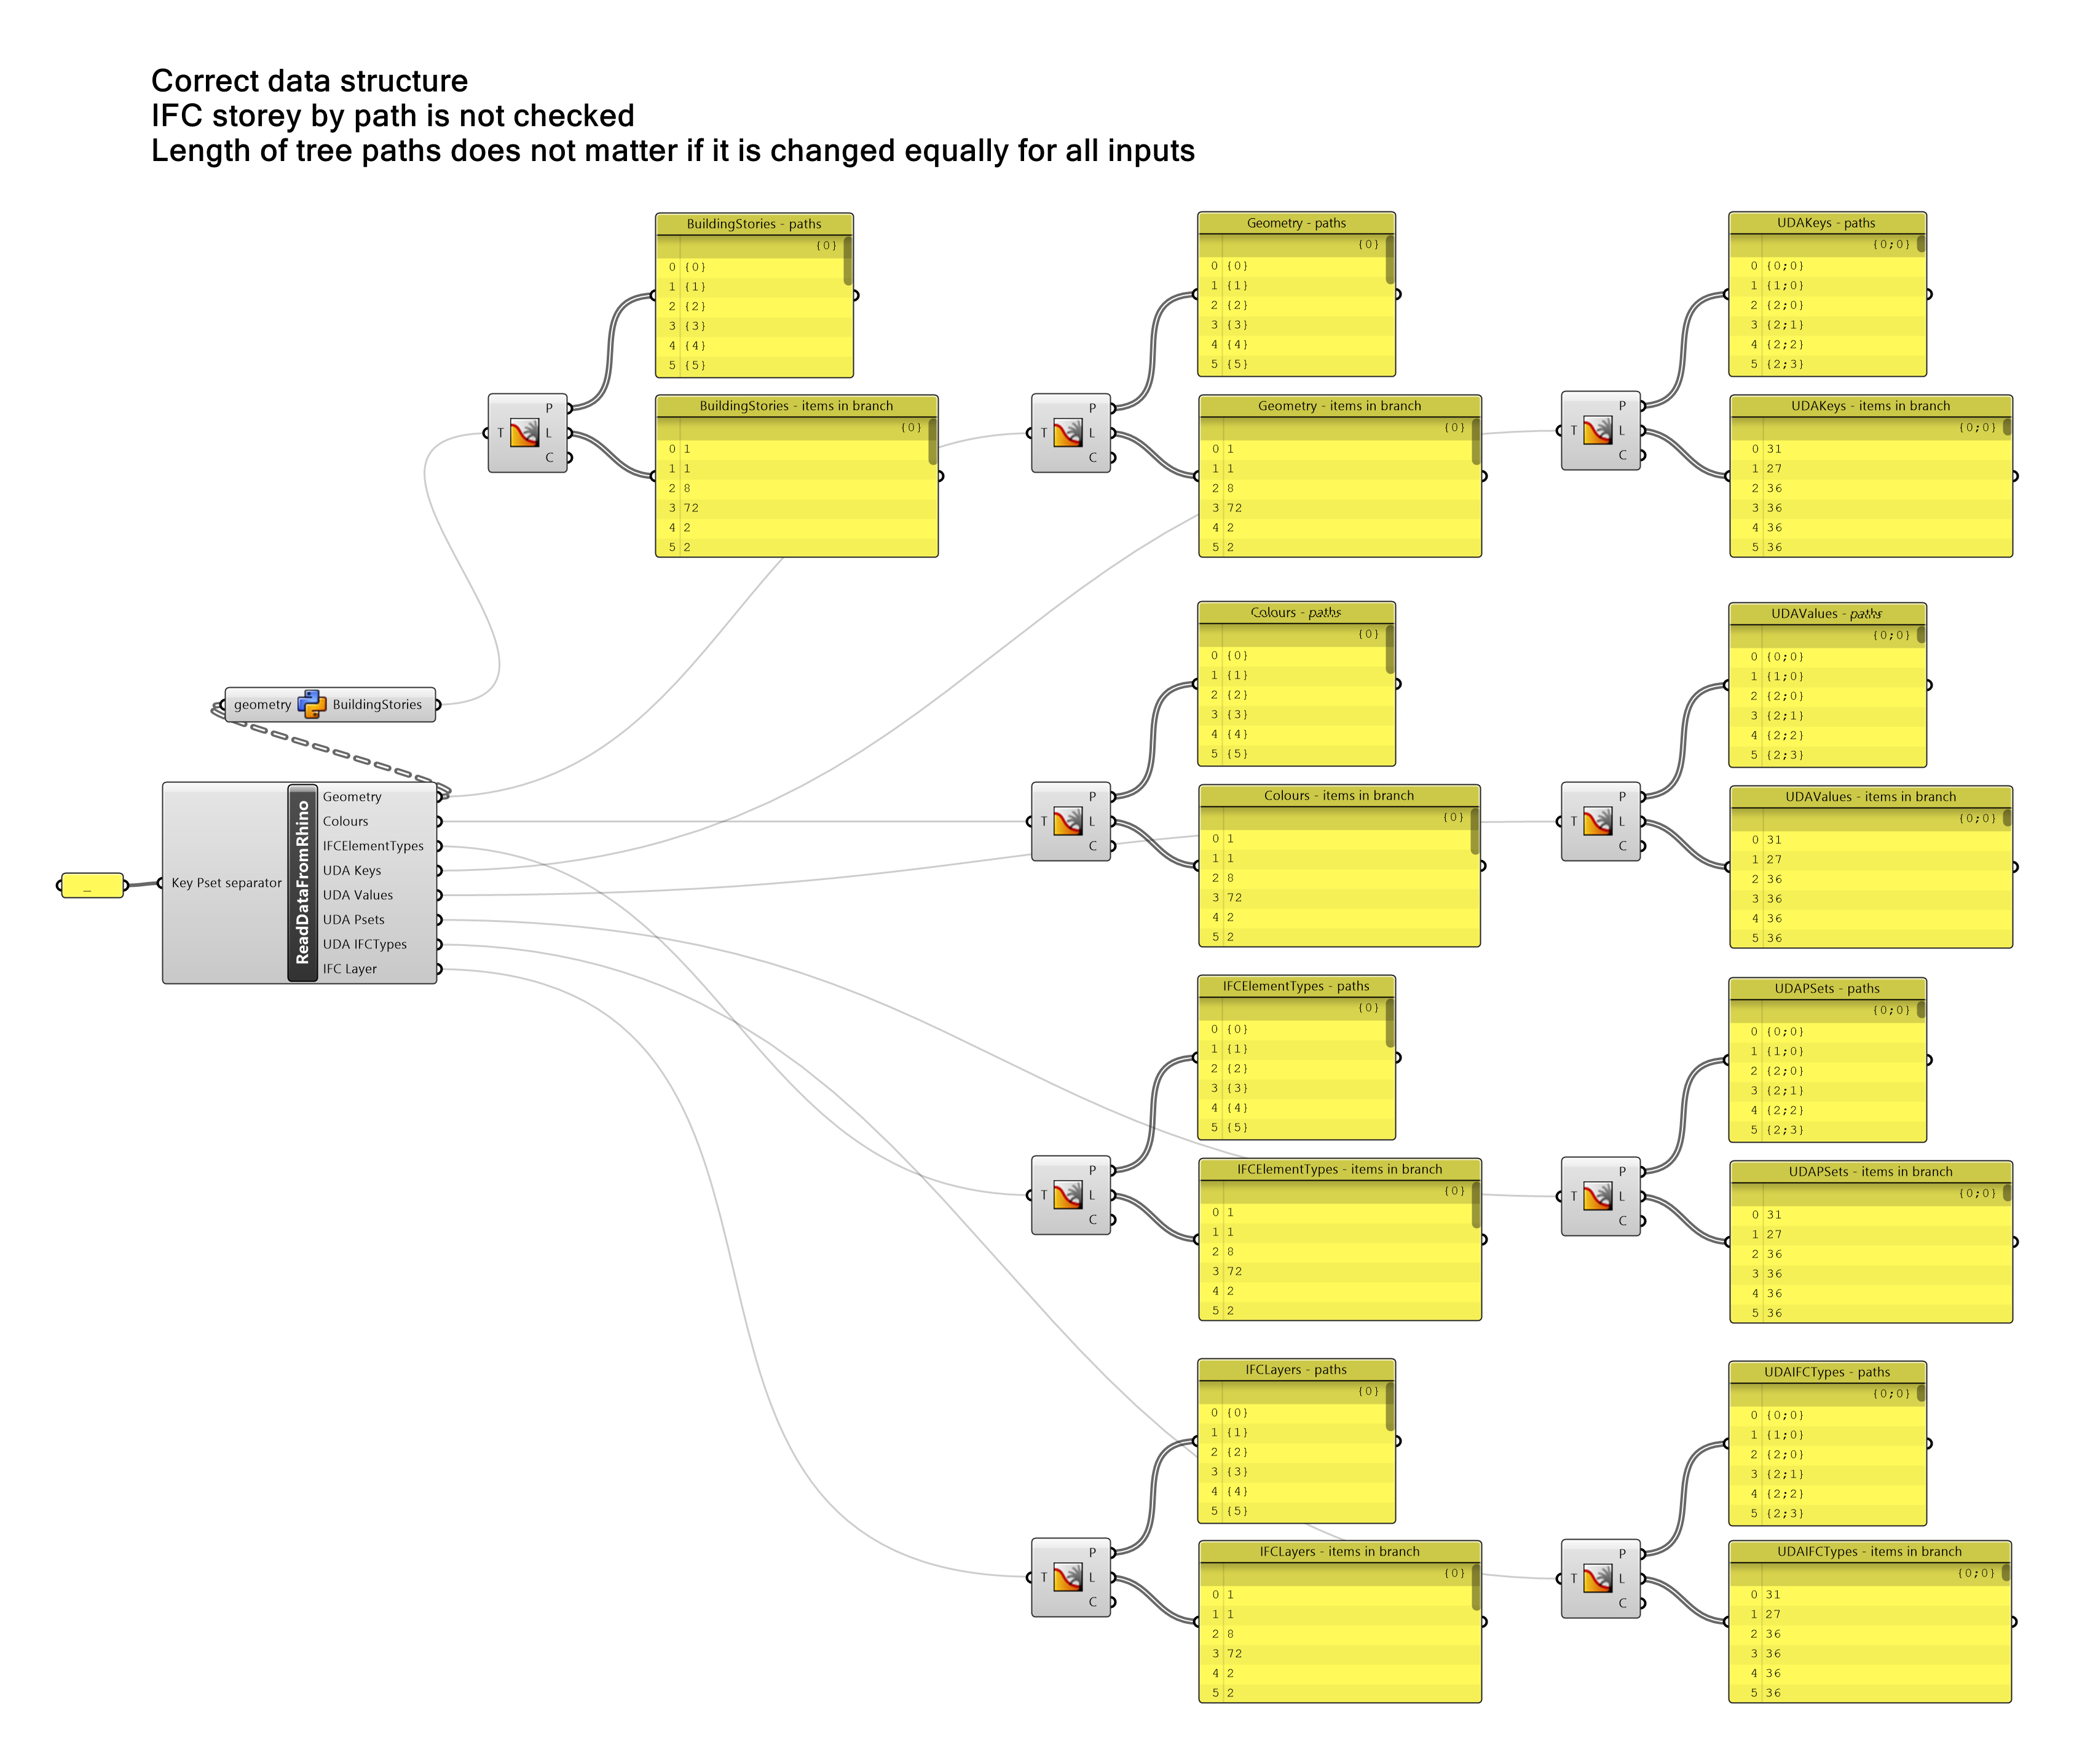 Correct data structure
IFC storey by path is not checked
Length of tree paths does not matter if it is changed equally for all inputs
BuildingStories - paths
{0}
0 {0}
1 {1}
2 {2}
3 {3}
4 {4}
5 {5}
P
T L
C
BuildingStories - items in branch
{0}
0 1
1 1
2 8
3 72
4 2
5 2
Geometry - paths
{0}
0 {0}
1 {1}
2 {2}
3 {3}
4 {4}
5 {5}
P
T L
C
Geometry - items in branch
{0}
0 1
1 1
2 8
3 72
4 2
5 2
UDAKeys - paths
{0;0}
0 {0;0}
1 {1;0}
2 {2;0}
3 {2;1}
4 {2;2}
5 {2;3}
P
T L
C
UDAKeys - items in branch
{0;0}
0 31
1 27
2 36
3 36
4 36
5 36
geometry BuildingStories
_
Key Pset separator
ReadDataFromRhino
Geometry
Colours
IFCElementTypes
UDA Keys
UDA Values
UDA Psets
UDA IFCTypes
IFC Layer
Colours - paths
{0}
0 {0}
1 {1}
2 {2}
3 {3}
4 {4}
5 {5}
P
T L
C
Colours - items in branch
{0}
0 1
1 1
2 8
3 72
4 2
5 2
UDAValues - paths
{0;0}
0 {0;0}
1 {1;0}
2 {2;0}
3 {2;1}
4 {2;2}
5 {2;3}
P
T L
C
UDAValues - items in branch
{0;0}
0 31
1 27
2 36
3 36
4 36
5 36
IFCElementTypes - paths
{0}
0 {0}
1 {1}
2 {2}
3 {3}
4 {4}
5 {5}
P
T L
C
IFCElementTypes - items in branch
{0}
0 1
1 1
2 8
3 72
4 2
5 2
UDAPSets - paths
{0;0}
0 {0;0}
1 {1;0}
2 {2;0}
3 {2;1}
4 {2;2}
5 {2;3}
P
T L
C
UDAPSets - items in branch
{0;0}
0 31
1 27
2 36
3 36
4 36
5 36
IFCLayers - paths
{0}
0 {0}
1 {1}
2 {2}
3 {3}
4 {4}
5 {5}
P
T L
C
IFCLayers - items in branch
{0}
0 1
1 1
2 8
3 72
4 2
5 2
UDAIFCTypes - paths
{0;0}
0 {0;0}
1 {1;0}
2 {2;0}
3 {2;1}
4 {2;2}
5 {2;3}
P
T L
C
UDAIFCTypes - items in branch
{0;0}
0 31
1 27
2 36
3 36
4 36
5 36